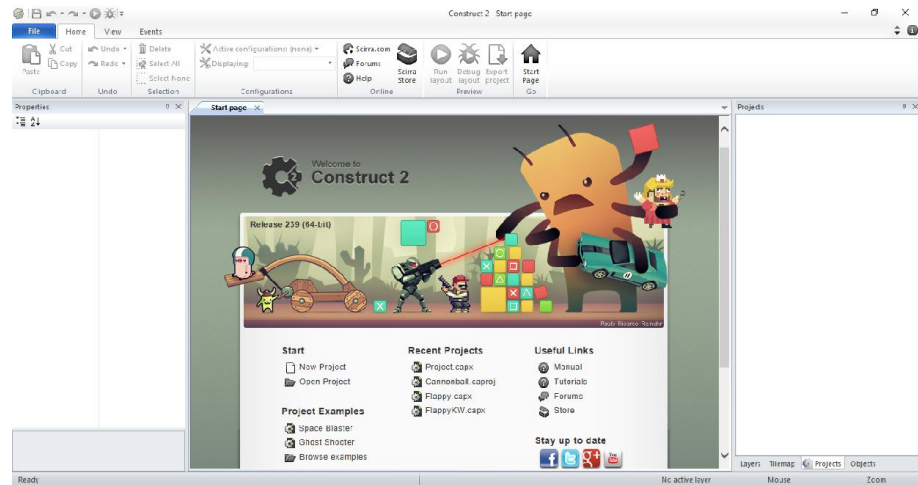 Construct 2 Start page
File Home View Events
Paste
Cut
Copy
Clipboard
Undo
Redo
Undo
Delete
Select All
Select None
Selection
Active configurations: (none)
Displaying:
Configurations
Scirra.com
Forums
Help
Scirra Store
Online
Run layout
Debug layout
Export project
Preview
Start Page
Go
Properties
Start page
Projects
Welcome to
Construct 2
Release 239 (64-bit)
Start
New Project
Open Project
Project Examples
Space Blaster
Ghost Shooter
Browse examples
Recent Projects
Project.capx
Cannonball.caproj
Flappy.capx
FlappyKW.capx
Useful Links
Manual
Tutorials
Forums
Store
Stay up to date
Layers Tilemap Projects Objects
Ready
No active layer
Mouse
Zoom